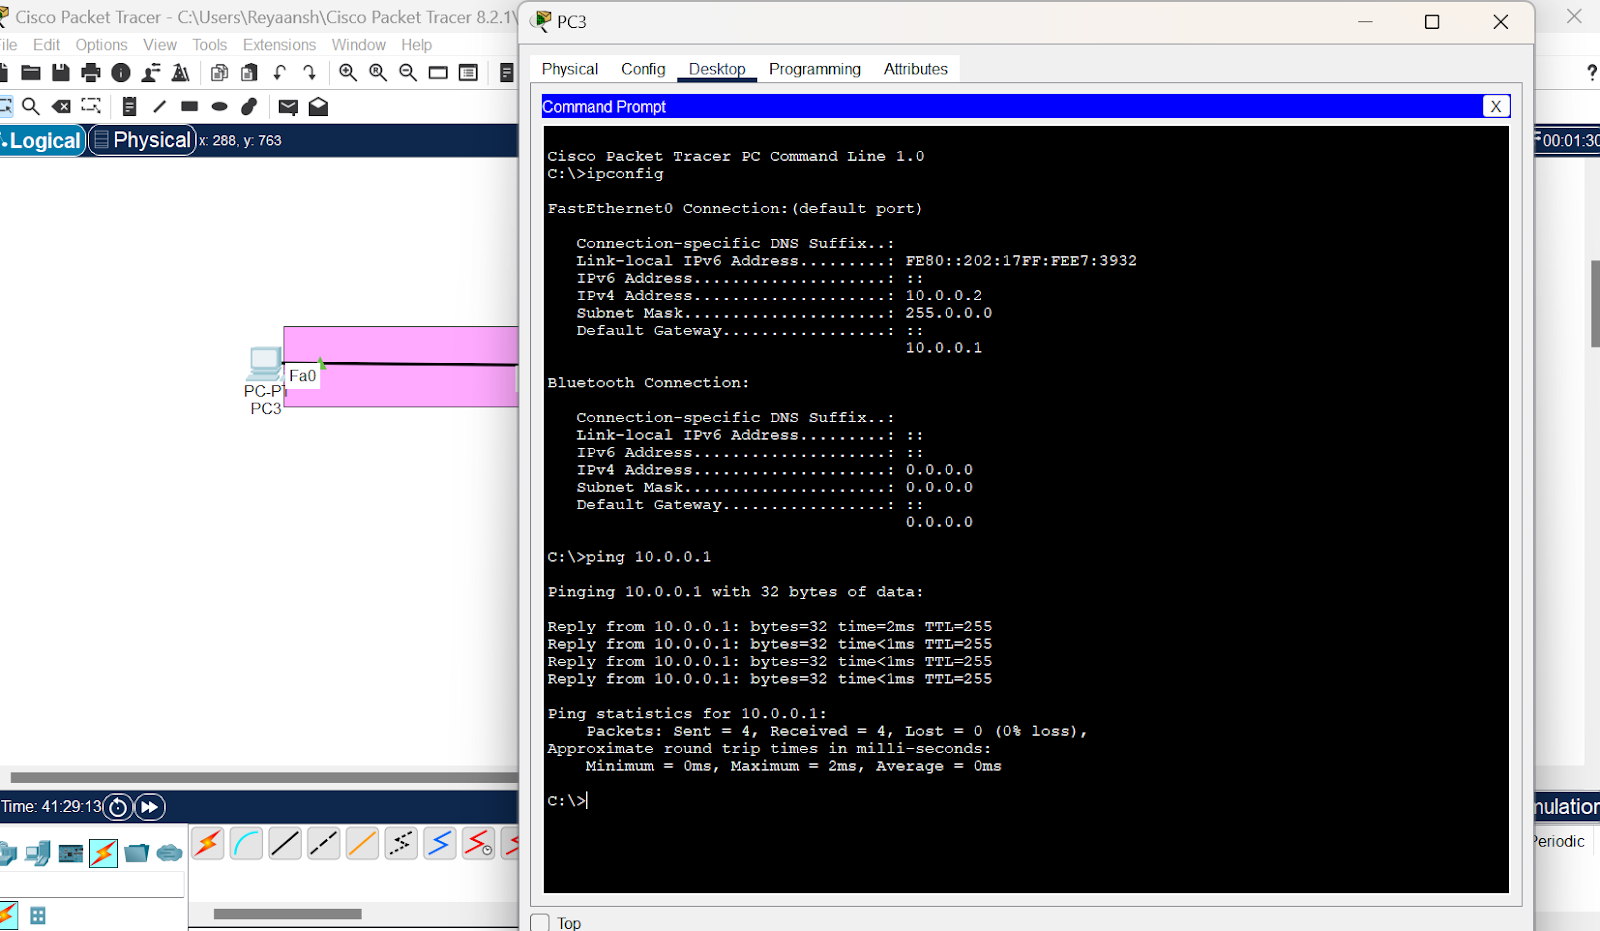 Cisco Packet Tracer - C:\Users\Reyaansh\Cisco Packet Tracer 8.2.1\
ile Edit Options View Tools Extensions Window Help
?
Logical Physical x: 288, y: 763
00:01:30
Fa0
PC-PT
PC3
Time: 41:29:13
mulation
Periodic
PC3
Physical Config Desktop Programming Attributes
Command Prompt X
Cisco Packet Tracer PC Command Line 1.0
C:\>ipconfig
FastEthernet0 Connection:(default port)
Connection-specific DNS Suffix..:
Link-local IPv6 Address.........: FE80::202:17FF:FEE7:3932
IPv6 Address....................: ::
IPv4 Address....................: 10.0.0.2
Subnet Mask.....................: 255.0.0.0
Default Gateway.................: ::
10.0.0.1
Bluetooth Connection:
Connection-specific DNS Suffix..:
Link-local IPv6 Address.........: ::
IPv6 Address....................: ::
IPv4 Address....................: 0.0.0.0
Subnet Mask.....................: 0.0.0.0
Default Gateway.................: ::
0.0.0.0
C:\>ping 10.0.0.1
Pinging 10.0.0.1 with 32 bytes of data:
Reply from 10.0.0.1: bytes=32 time=2ms TTL=255
Reply from 10.0.0.1: bytes=32 time<1ms TTL=255
Reply from 10.0.0.1: bytes=32 time<1ms TTL=255
Reply from 10.0.0.1: bytes=32 time<1ms TTL=255
Ping statistics for 10.0.0.1:
Packets: Sent = 4, Received = 4, Lost = 0 (0% loss),
Approximate round trip times in milli-seconds:
Minimum = 0ms, Maximum = 2ms, Average = 0ms
C:\>
Top